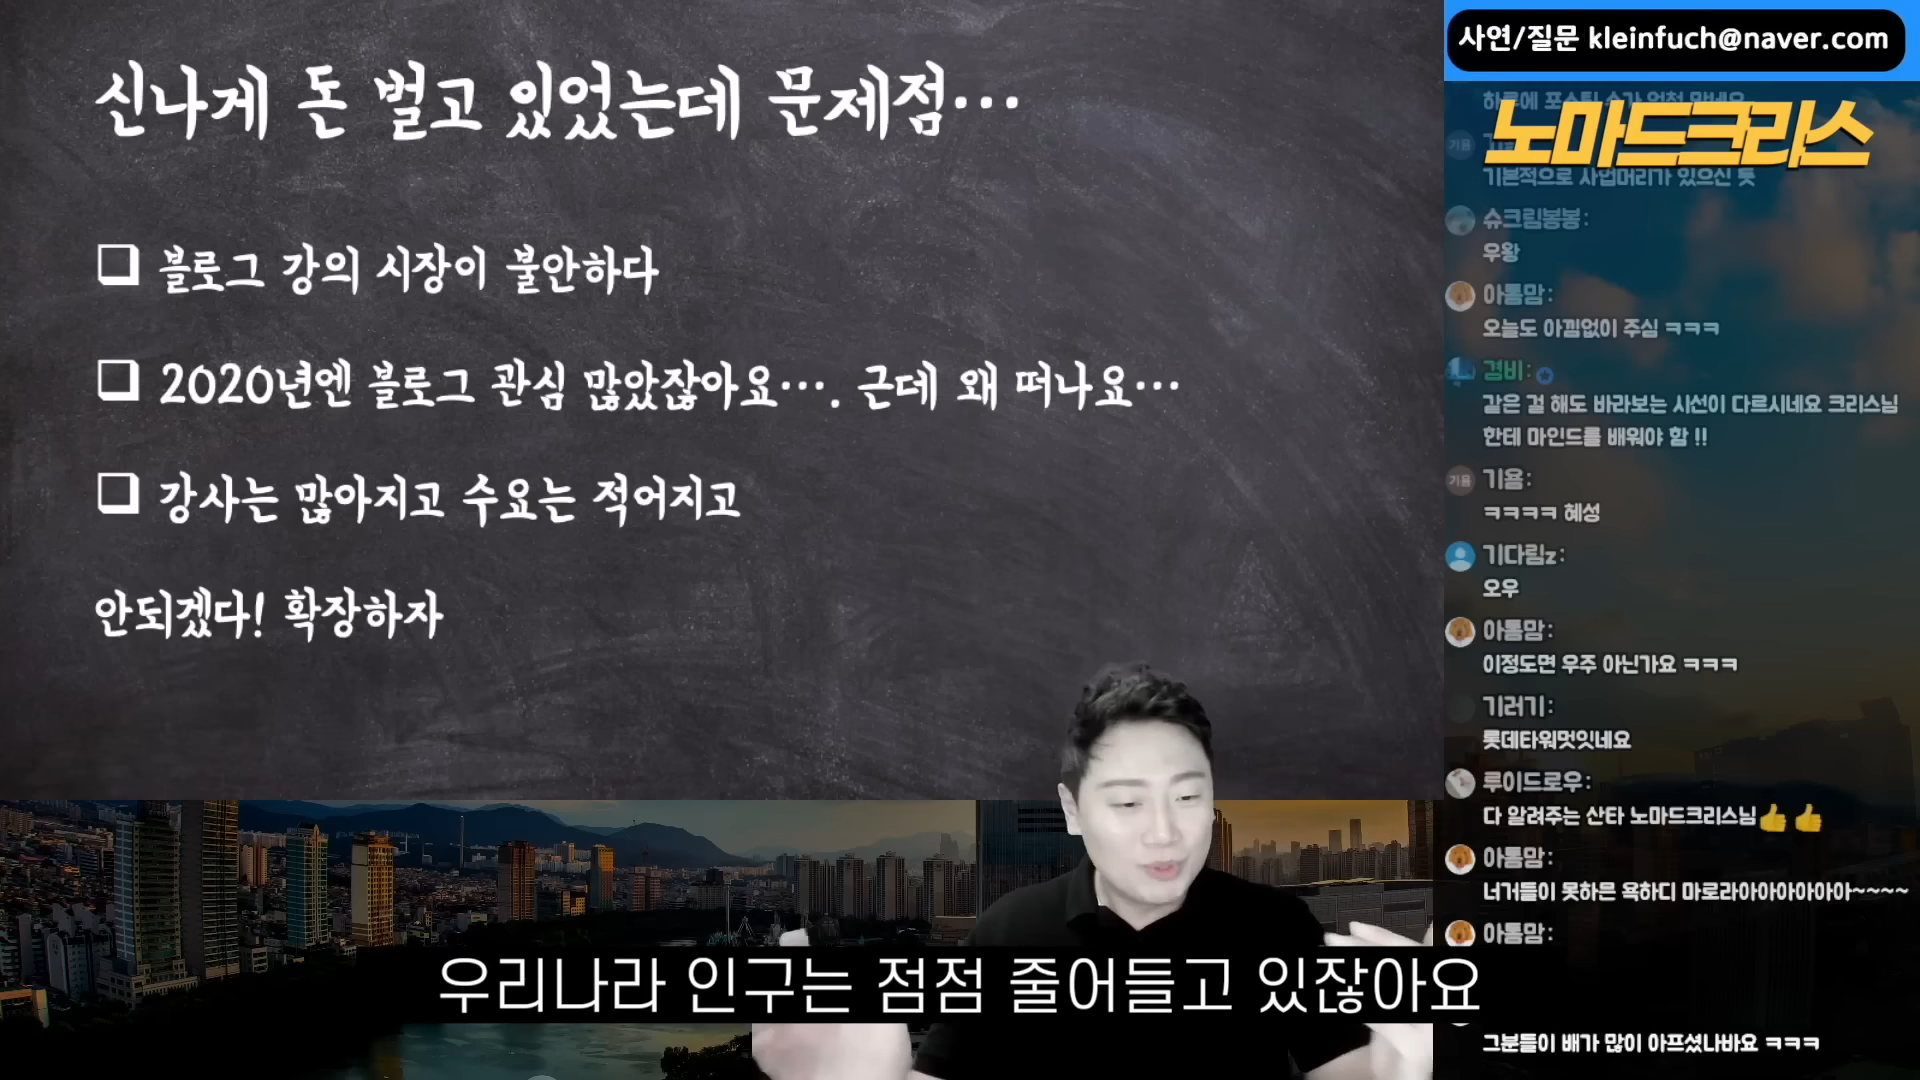 신나게 돈 벌고 있었는데 문제점…
❑ 블로그 강의 시장이 불안하다
❑ 2020년엔 블로그 관심 많았잖아요…. 근데 왜 떠나요…
❑ 강사는 많아지고 수요는 적어지고
안되겠다! 확장하자
우리나라 인구는 점점 줄어들고 있잖아요
사연/질문 kleinfuch@naver.com
노마드크리스
기본적으로 사업머리가 있으신 듯
슈크림봉봉:
우왕
아톰맘:
오늘도 아낌없이 주심 ㅋㅋㅋ
겸비:
같은 걸 해도 바라보는 시선이 다르시네요 크리스님
한테 마인드를 배워야 함 !!
기욤 기욤:
ㅋㅋㅋㅋ 혜성
기다림z:
오우
아톰맘:
이정도면 우주 아닌가요 ㅋㅋㅋ
기러기:
롯데타워멋잇네요
루이드로우:
다 알려주는 산타 노마드크리스님👍 👍
아톰맘:
너거들이 못하믄 욕하디 마로라아아아아아아~~~~
아톰맘:
그분들이 배가 많이 아프셨나바요 ㅋㅋㅋ